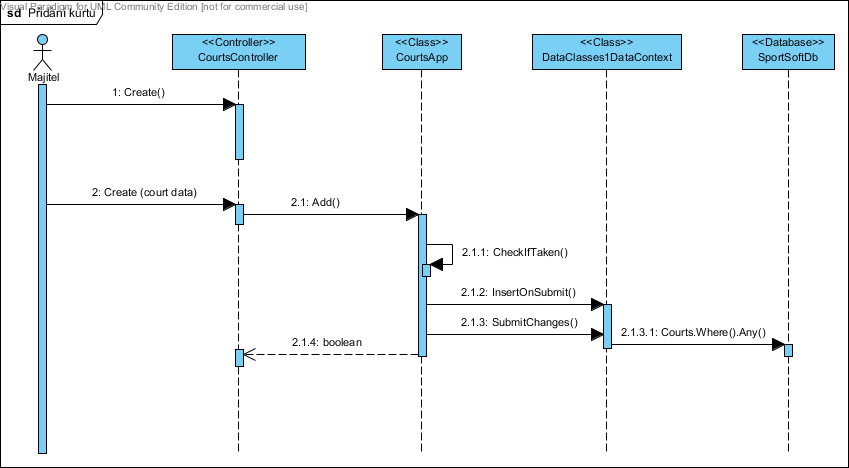 Visual Paradigm for UML Community Edition [not for commercial use]
sd Přidání kurtu
<<Controller>>
CourtsController
<<Class>>
CourtsApp
<<Class>>
DataClasses1DataContext
<<Database>>
SportSoftDb
Majitel
1: Create()
2: Create (court data)
2.1: Add()
2.1.1: CheckIfTaken()
2.1.2: InsertOnSubmit()
2.1.3: SubmitChanges()
2.1.3.1: Courts.Where().Any()
2.1.4: boolean